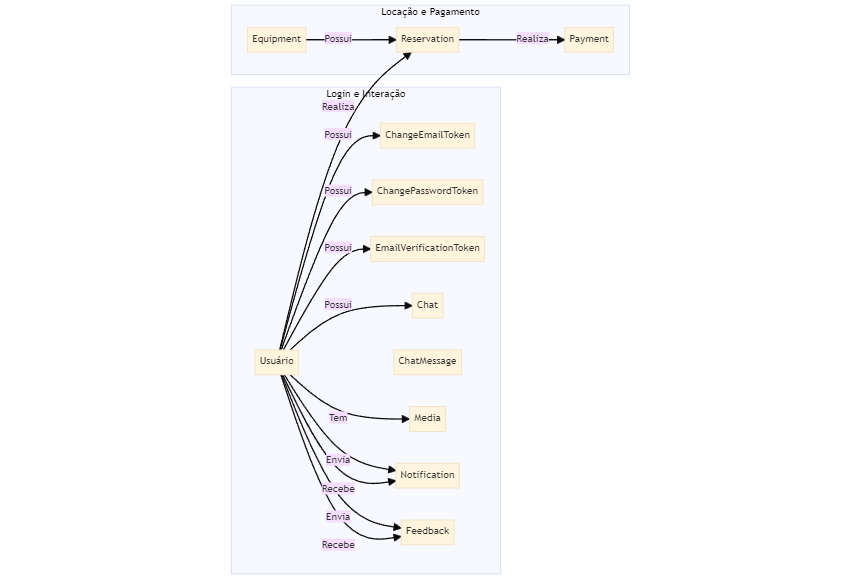 Locação e Pagamento
Equipment
Possui
Reservation
Realiza
Payment
Login e Interação
Realiza
Possui
ChangeEmailToken
Possui
ChangePasswordToken
Possui
EmailVerificationToken
Possui
Chat
Usuário
ChatMessage
Tem
Media
Envia
Notification
Recebe
Envia
Feedback
Recebe